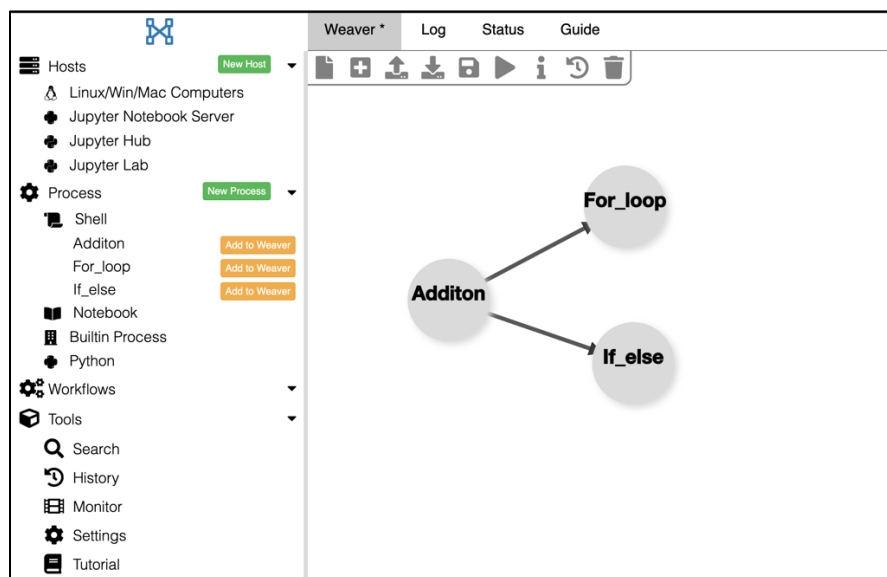 Weaver * Log Status Guide
Hosts New Host
Linux/Win/Mac Computers
Jupyter Notebook Server
Jupyter Hub
Jupyter Lab
Process New Process
Shell
Additon Add to Weaver
For_loop Add to Weaver
If_else Add to Weaver
Notebook
Builtin Process
Python
Workflows
Tools
Search
History
Monitor
Settings
Tutorial
For_loop
Additon
If_else